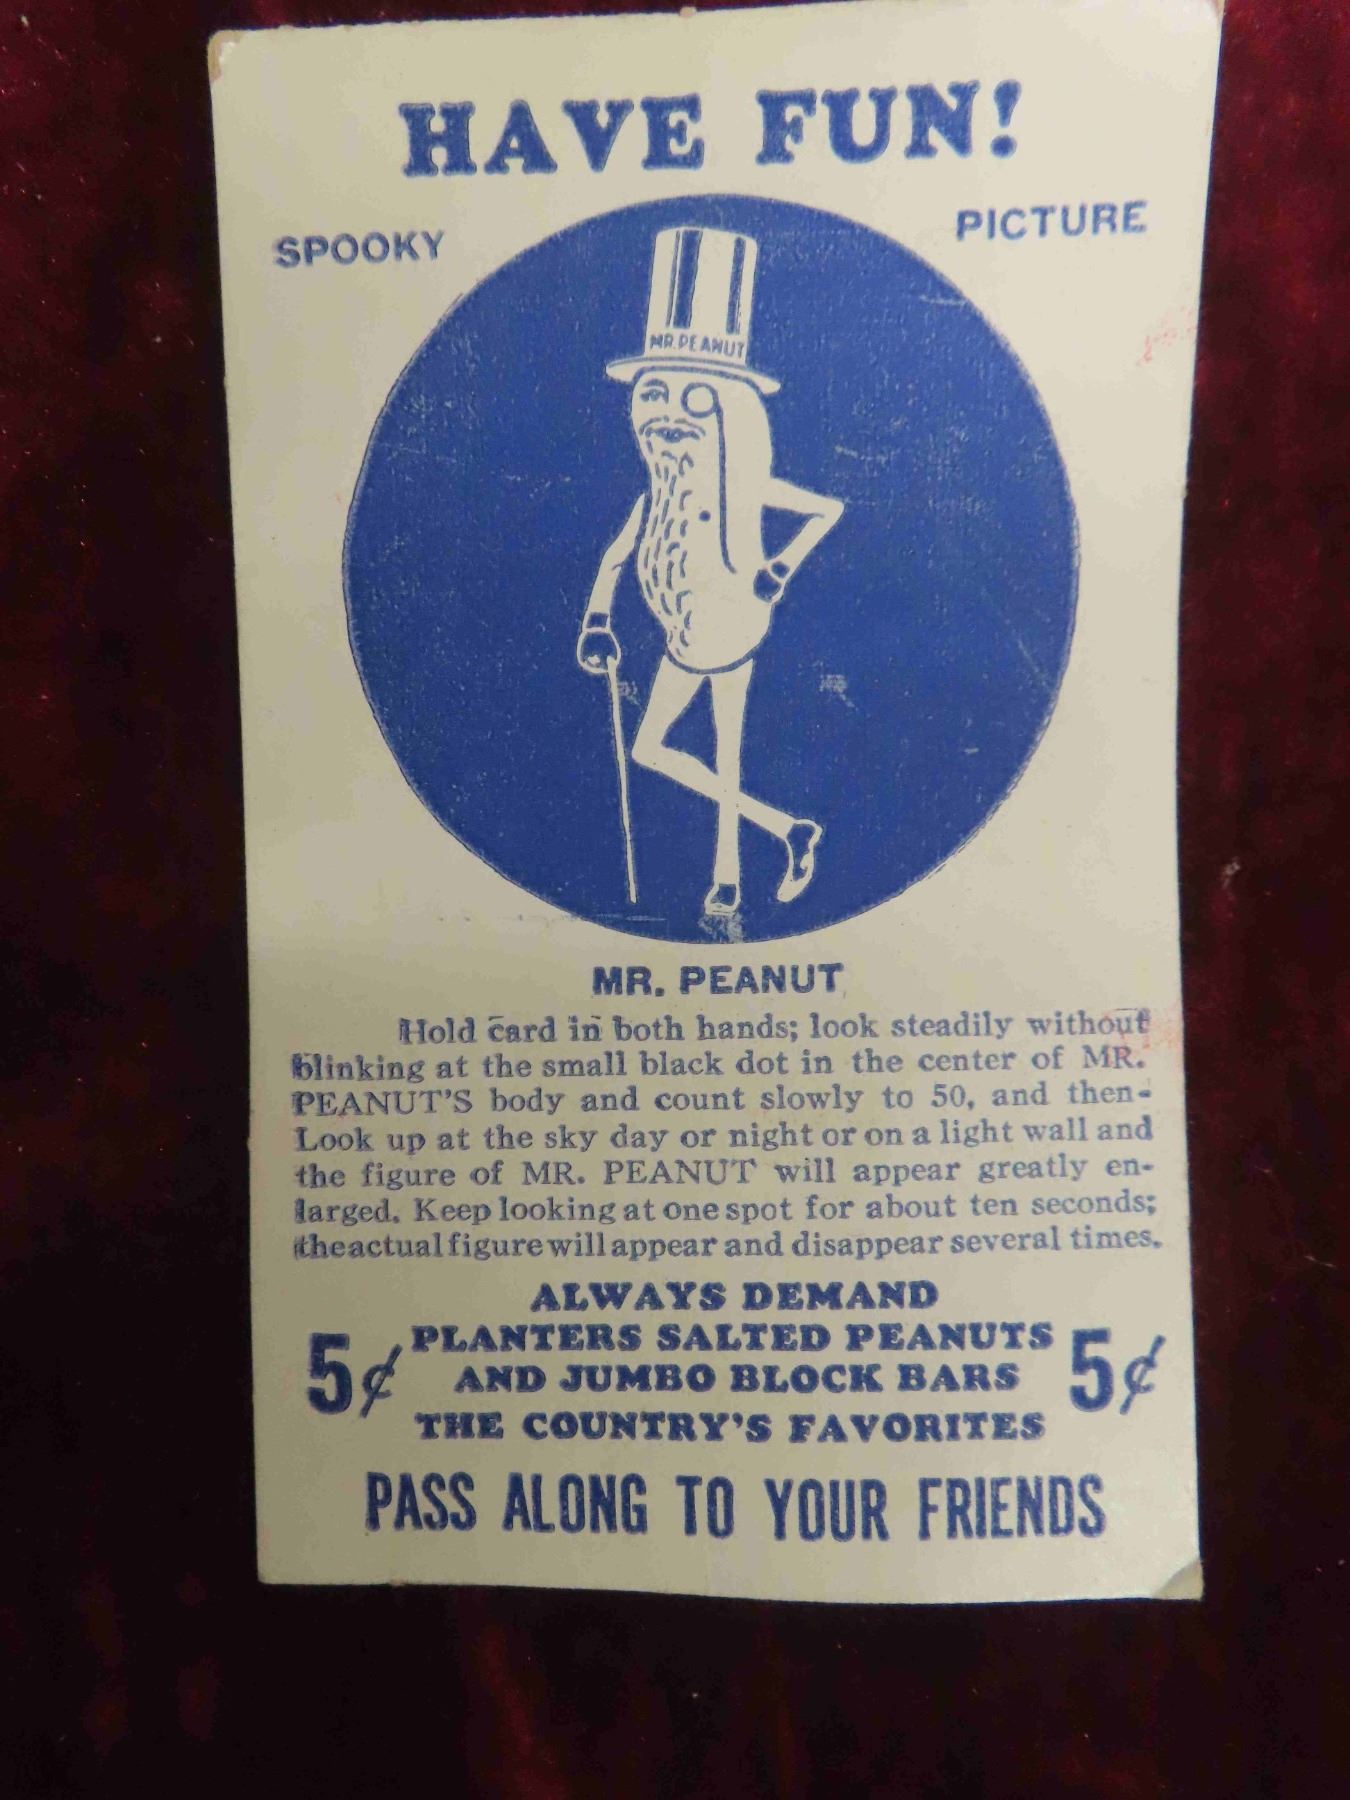 HAVE FUN!
SPOOKY
PICTURE
MR. PEANUT
MR. PEANUT
Hold card in both hands; look steadily without
blinking at the small black dot in the center of MR.
PEANUT'S body and count slowly to 50, and then-
Look up at the sky day or night or on a light wall and
the figure of MR. PEANUT will appear greatly en-
larged. Keep looking at one spot for about ten seconds;
the actual figure will appear and disappear several times.
ALWAYS DEMAND
5¢ PLANTERS SALTED PEANUTS 5¢
AND JUMBO BLOCK BARS
THE COUNTRY'S FAVORITES
PASS ALONG TO YOUR FRIENDS